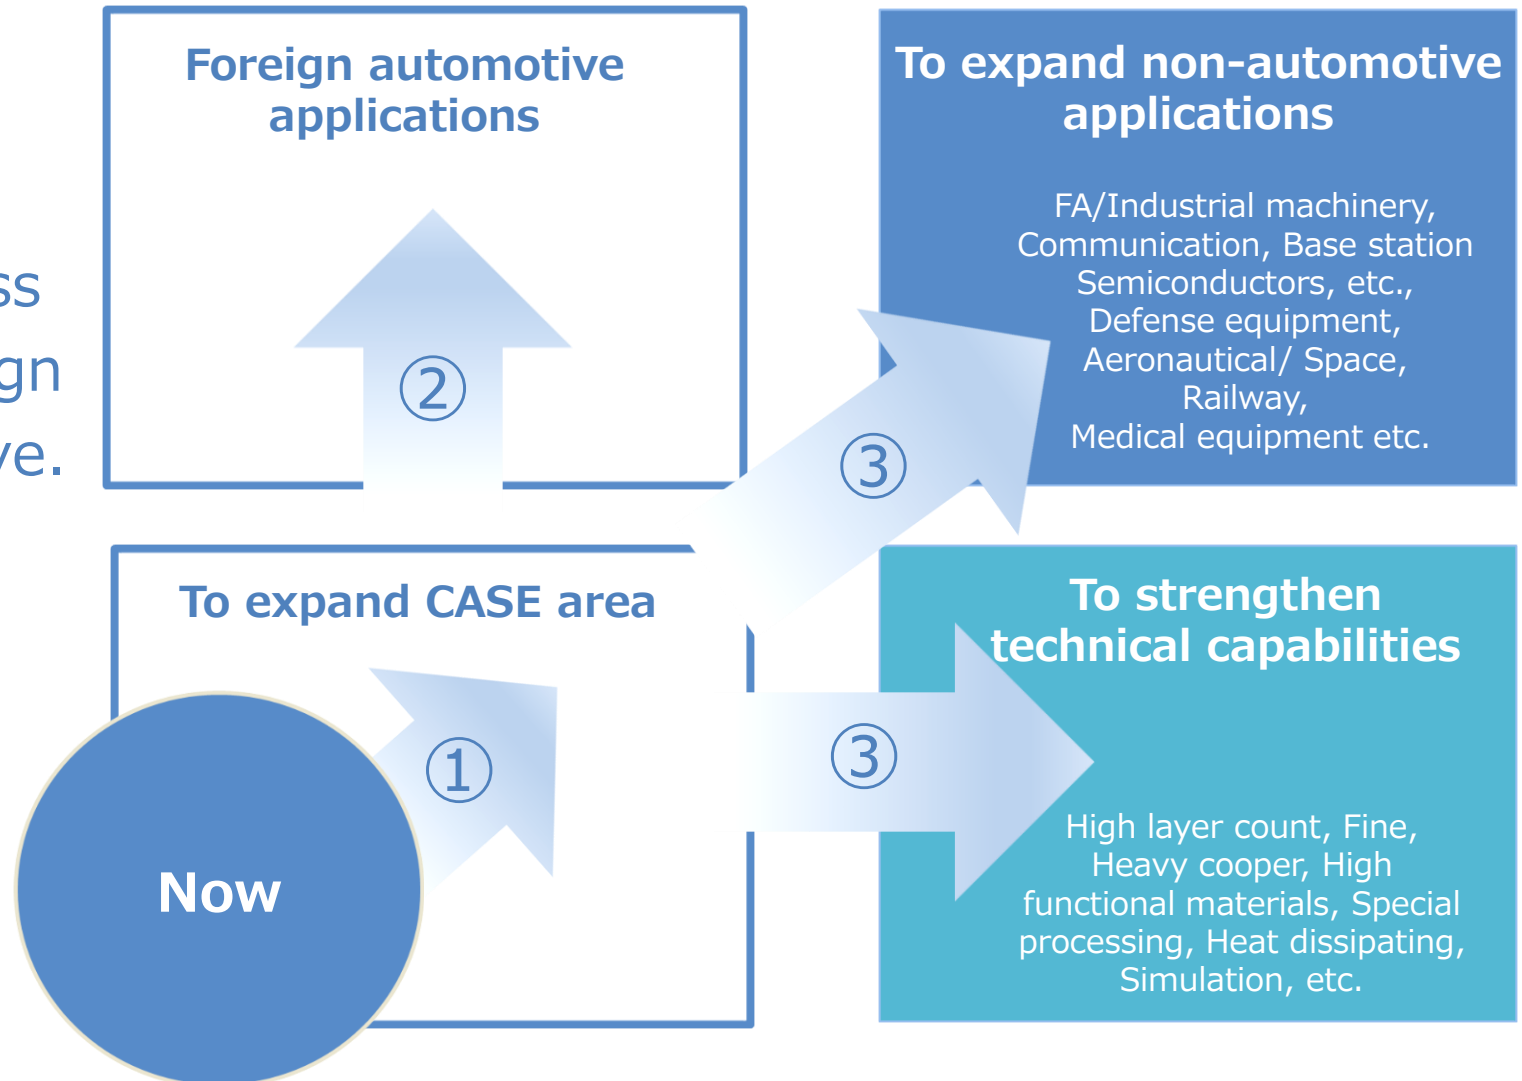 Foreign automotive
applications
②
To expand non-automotive
applications
FA/Industrial machinery,
Communication, Base station
Semiconductors, etc.,
Defense equipment,
Aeronautical/ Space,
Railway,
Medical equipment etc.
③
To expand CASE area
①
Now
③
To strengthen
technical capabilities
High layer count, Fine,
Heavy cooper, High
functional materials, Special
processing, Heat dissipating,
Simulation, etc.